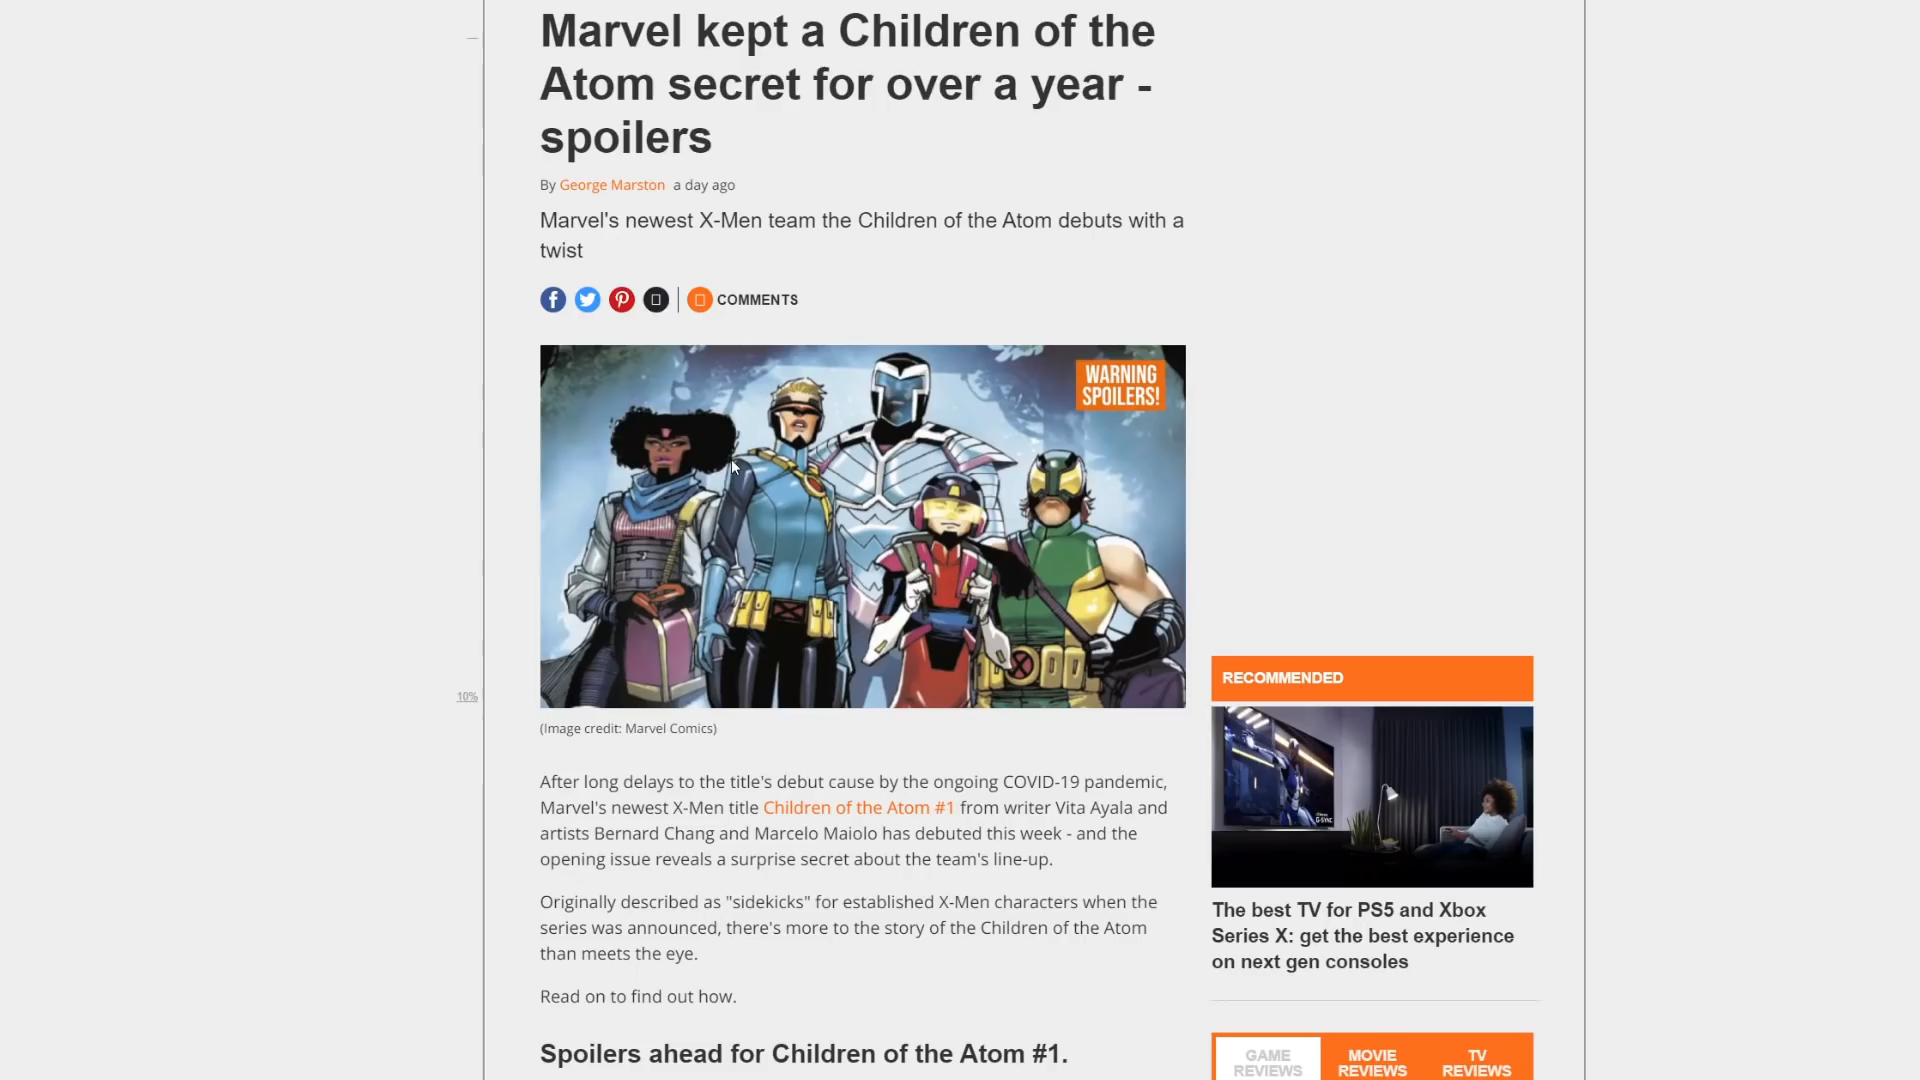 Marvel kept a Children of the
Atom secret for over a year -
spoilers
By George Marston a day ago
Marvel's newest X-Men team the Children of the Atom debuts with a
twist
COMMENTS
WARNING
SPOILERS!
10%
(Image credit: Marvel Comics)
After long delays to the title's debut cause by the ongoing COVID-19 pandemic,
Marvel's newest X-Men title Children of the Atom #1 from writer Vita Ayala and
artists Bernard Chang and Marcelo Maiolo has debuted this week - and the
opening issue reveals a surprise secret about the team's line-up.
Originally described as "sidekicks" for established X-Men characters when the
series was announced, there's more to the story of the Children of the Atom
than meets the eye.
Read on to find out how.
Spoilers ahead for Children of the Atom #1.
RECOMMENDED
G-SYNC
The best TV for PS5 and Xbox
Series X: get the best experience
on next gen consoles
GAME
REVIEWS
MOVIE
REVIEWS
TV
REVIEWS